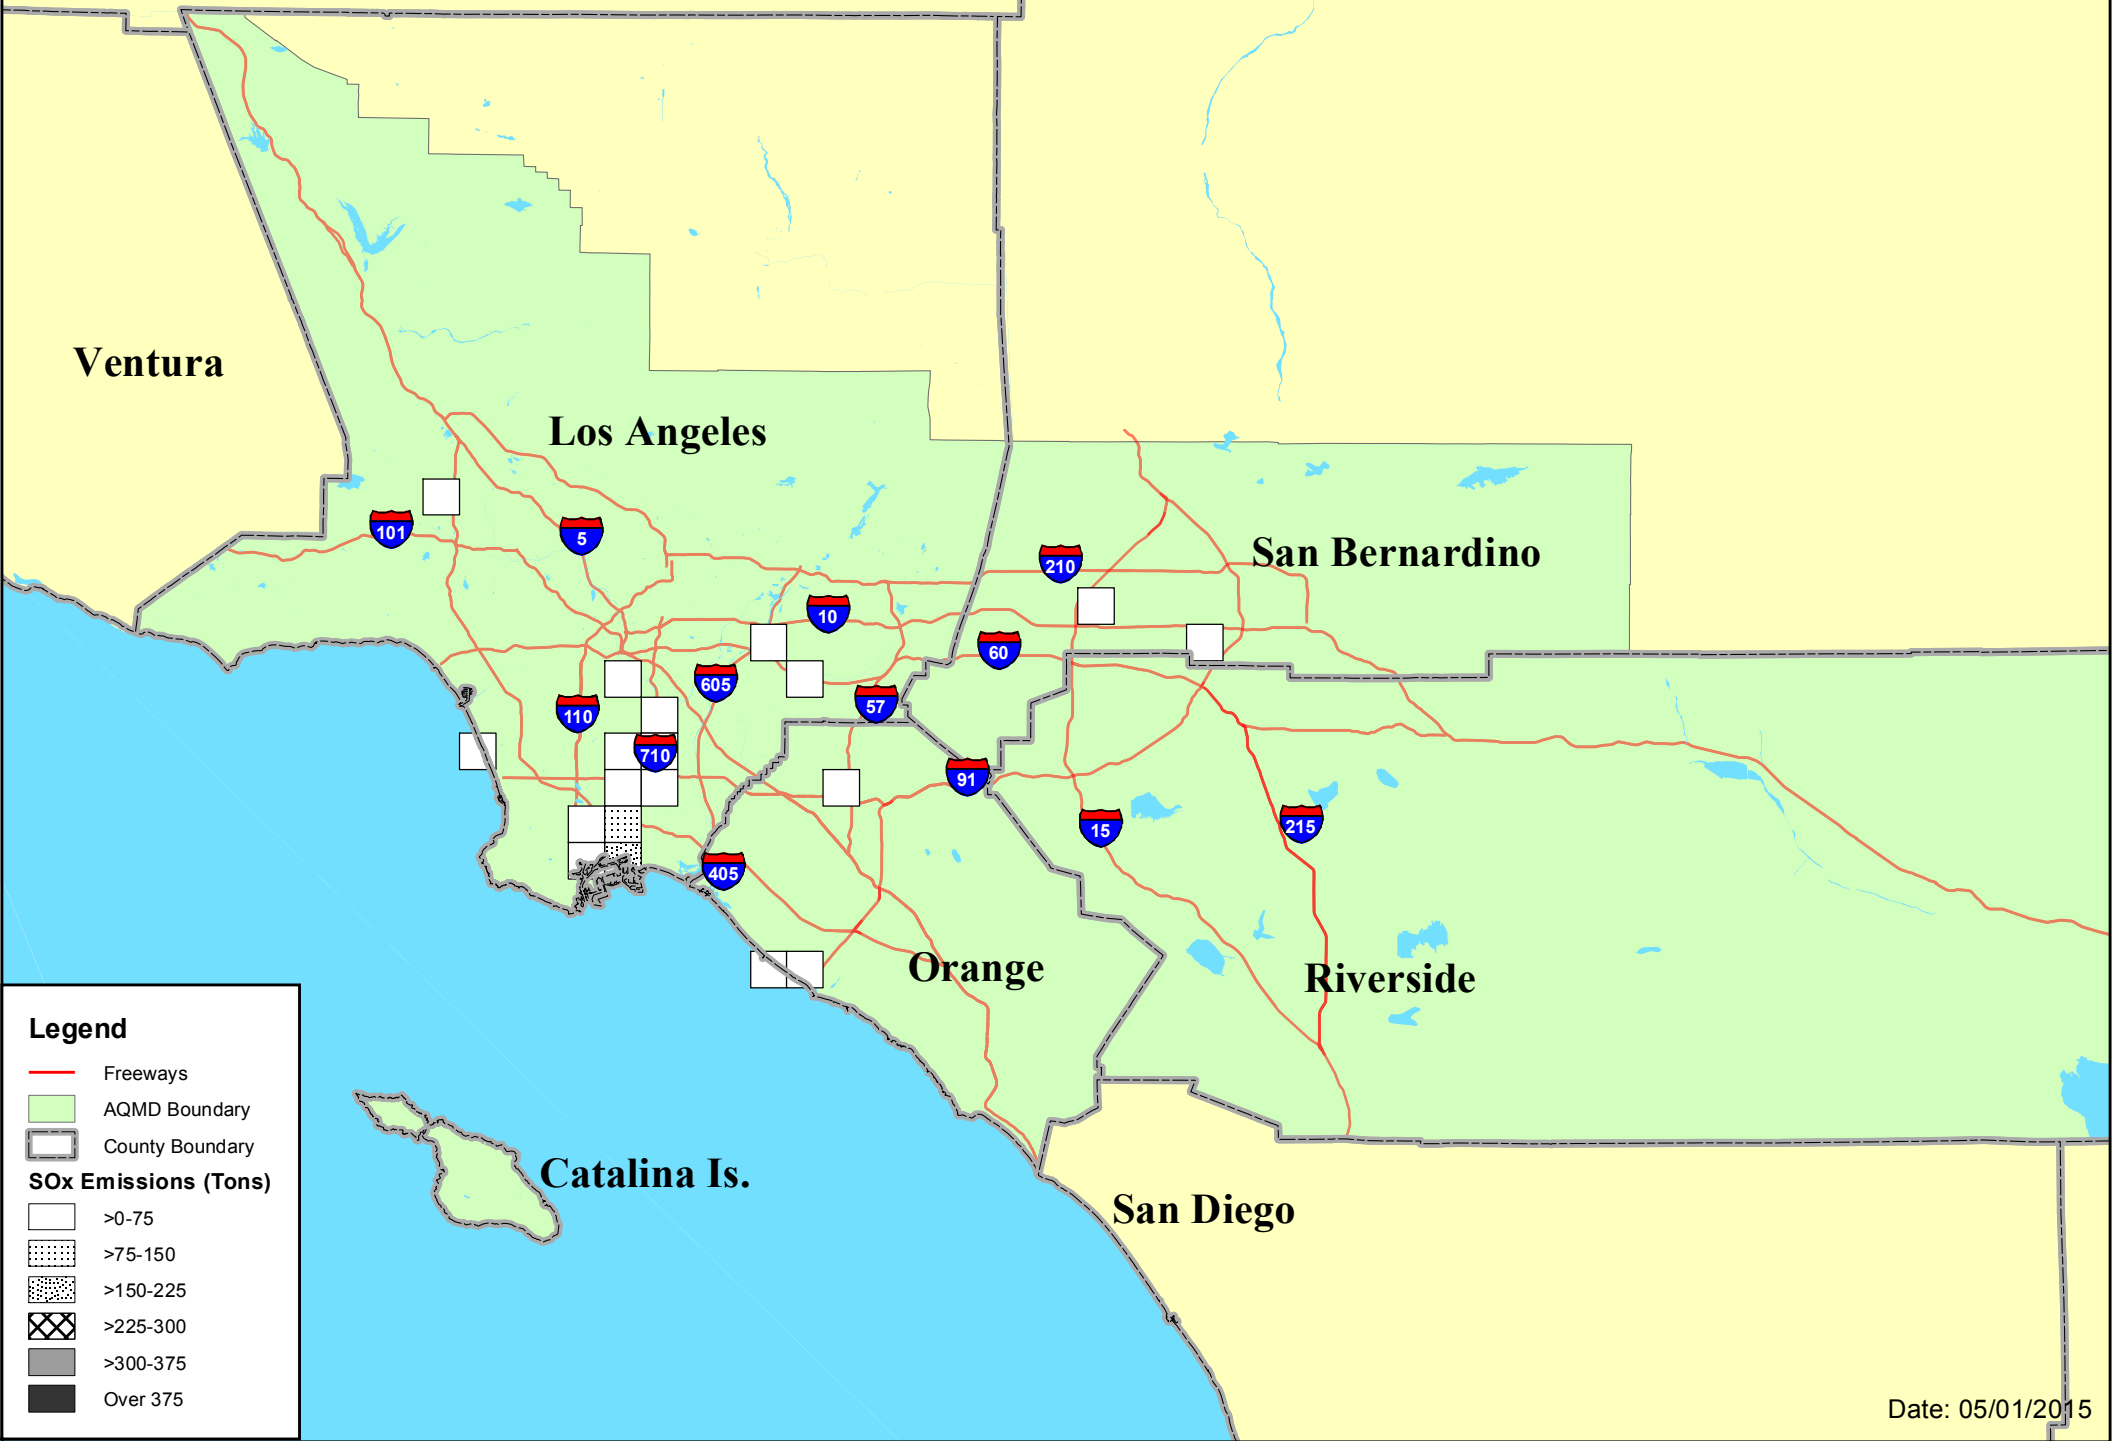 Ventura
Los Angeles
101
5
210
San Bernardino
10
60
605
57
110
710
91
15
215
405
Orange
Riverside
Catalina Is.
San Diego
Legend
Freeways
AQMD Boundary
County Boundary
SOx Emissions (Tons)
>0-75
>75-150
>150-225
>225-300
>300-375
Over 375
Date: 05/01/2015